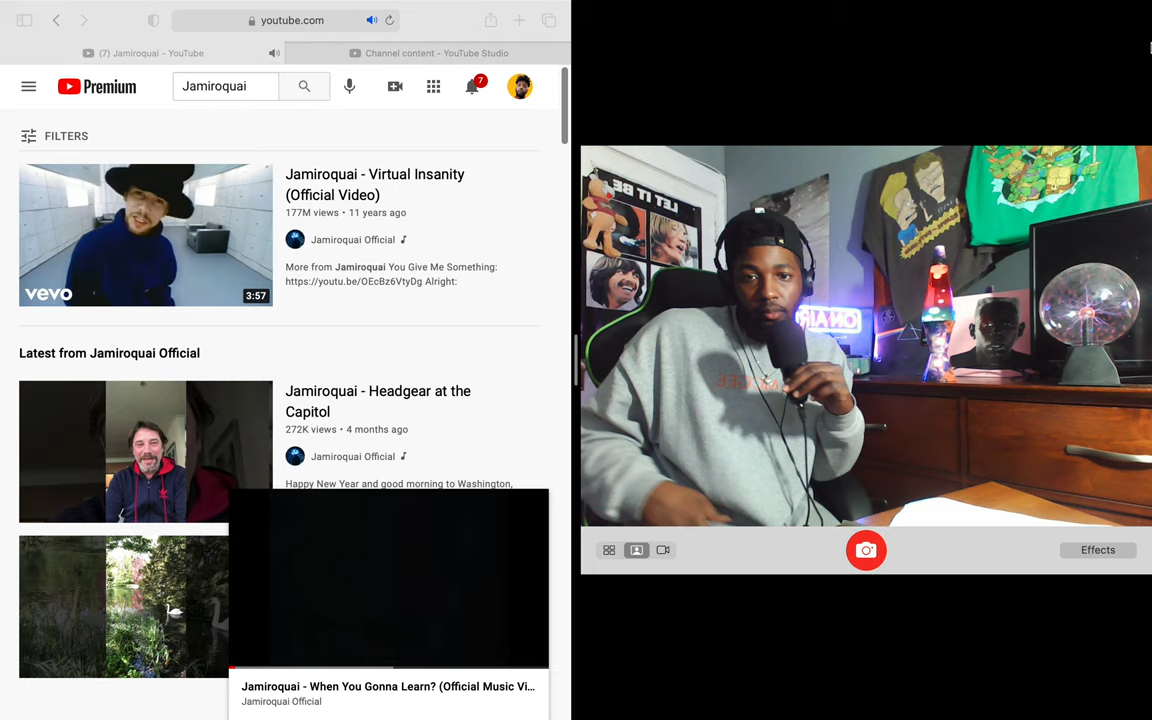 youtube.com
(7) Jamiroquai - YouTube
Channel content - YouTube Studio
Premium
Jamiroquai
7
FILTERS
Jamiroquai - Virtual Insanity
(Official Video)
177M views • 11 years ago
Jamiroquai Official
More from Jamiroquai You Give Me Something:
https://youtu.be/OEcBz6VtyDg Alright:
vevo
3:57
Latest from Jamiroquai Official
Jamiroquai - Headgear at the
Capitol
272K views • 4 months ago
Jamiroquai Official
Happy New Year and good morning to Washington,
Jamiroquai - When You Gonna Learn? (Official Music Vi...
Jamiroquai Official
LET IT BE
ON AIR
Effects